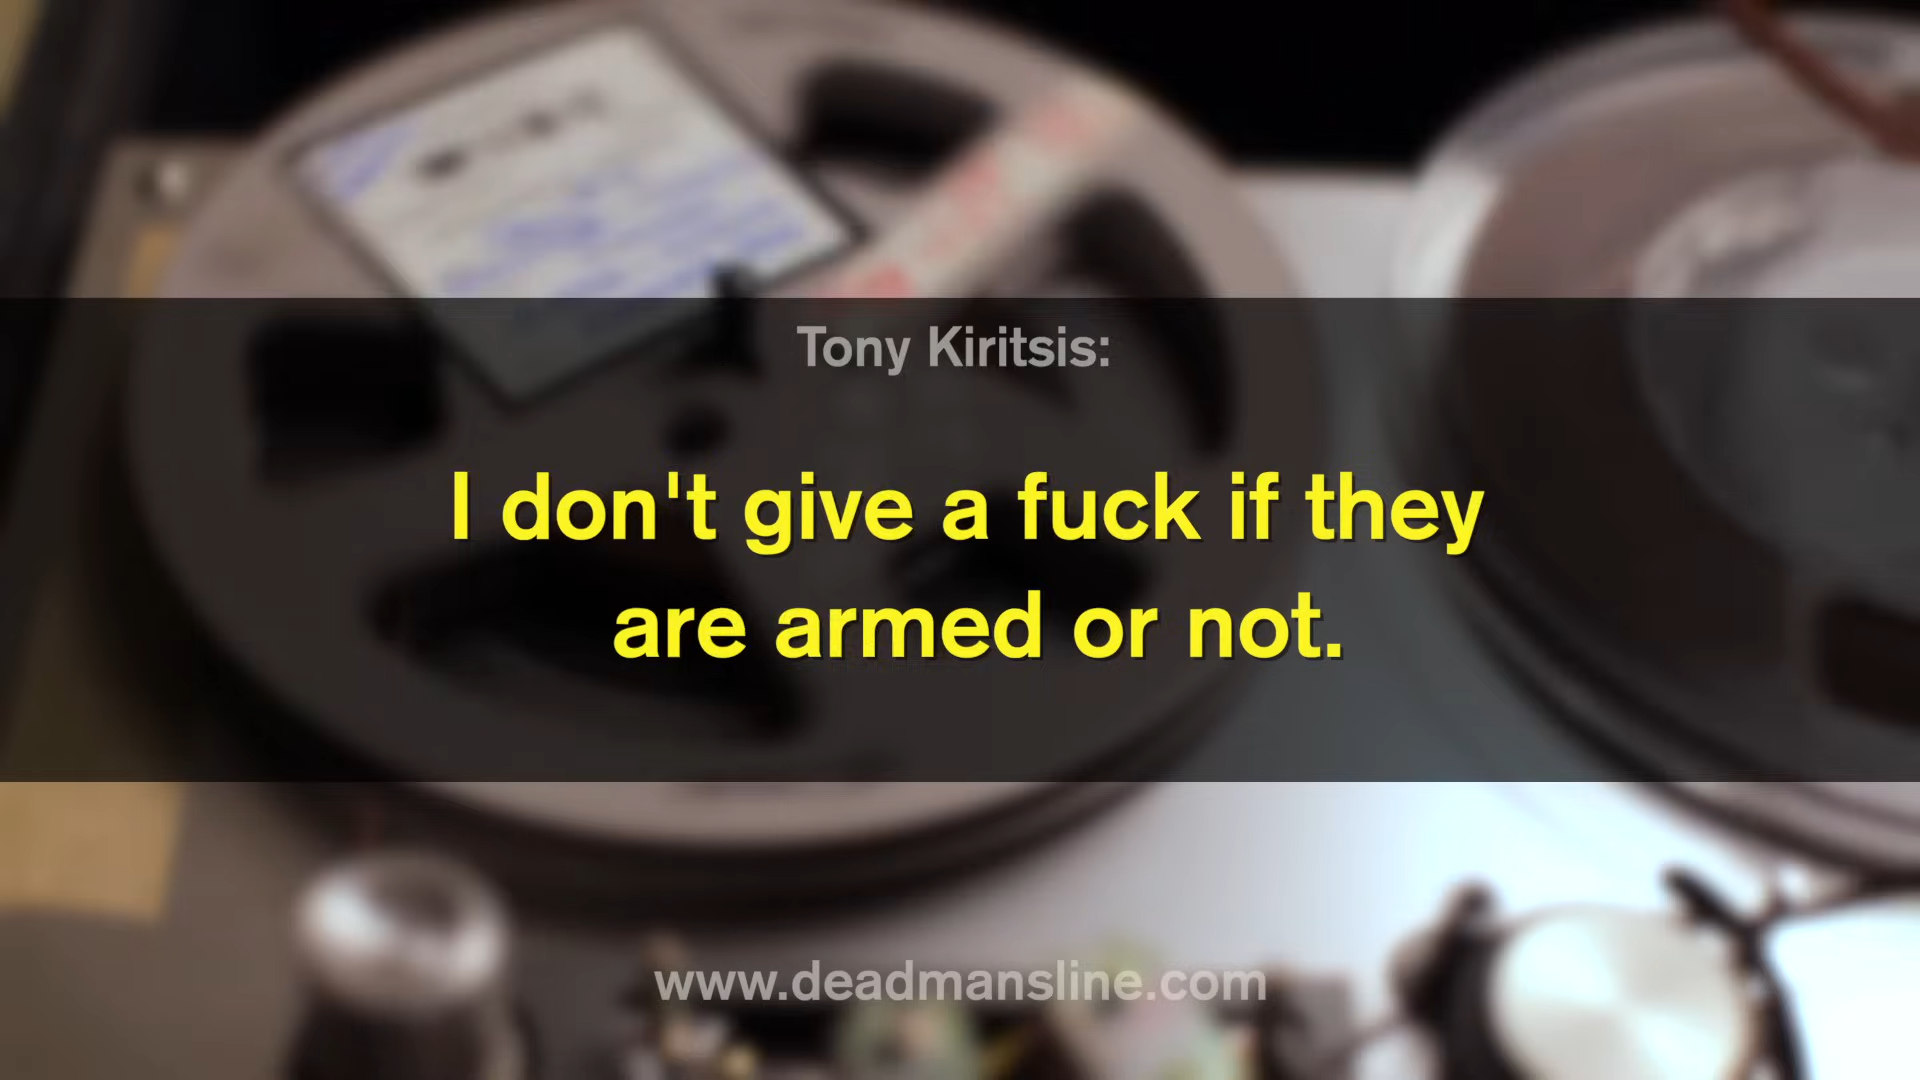 Tony Kiritsis:
I don't give a fuck if they
are armed or not.
www.deadmansline.com